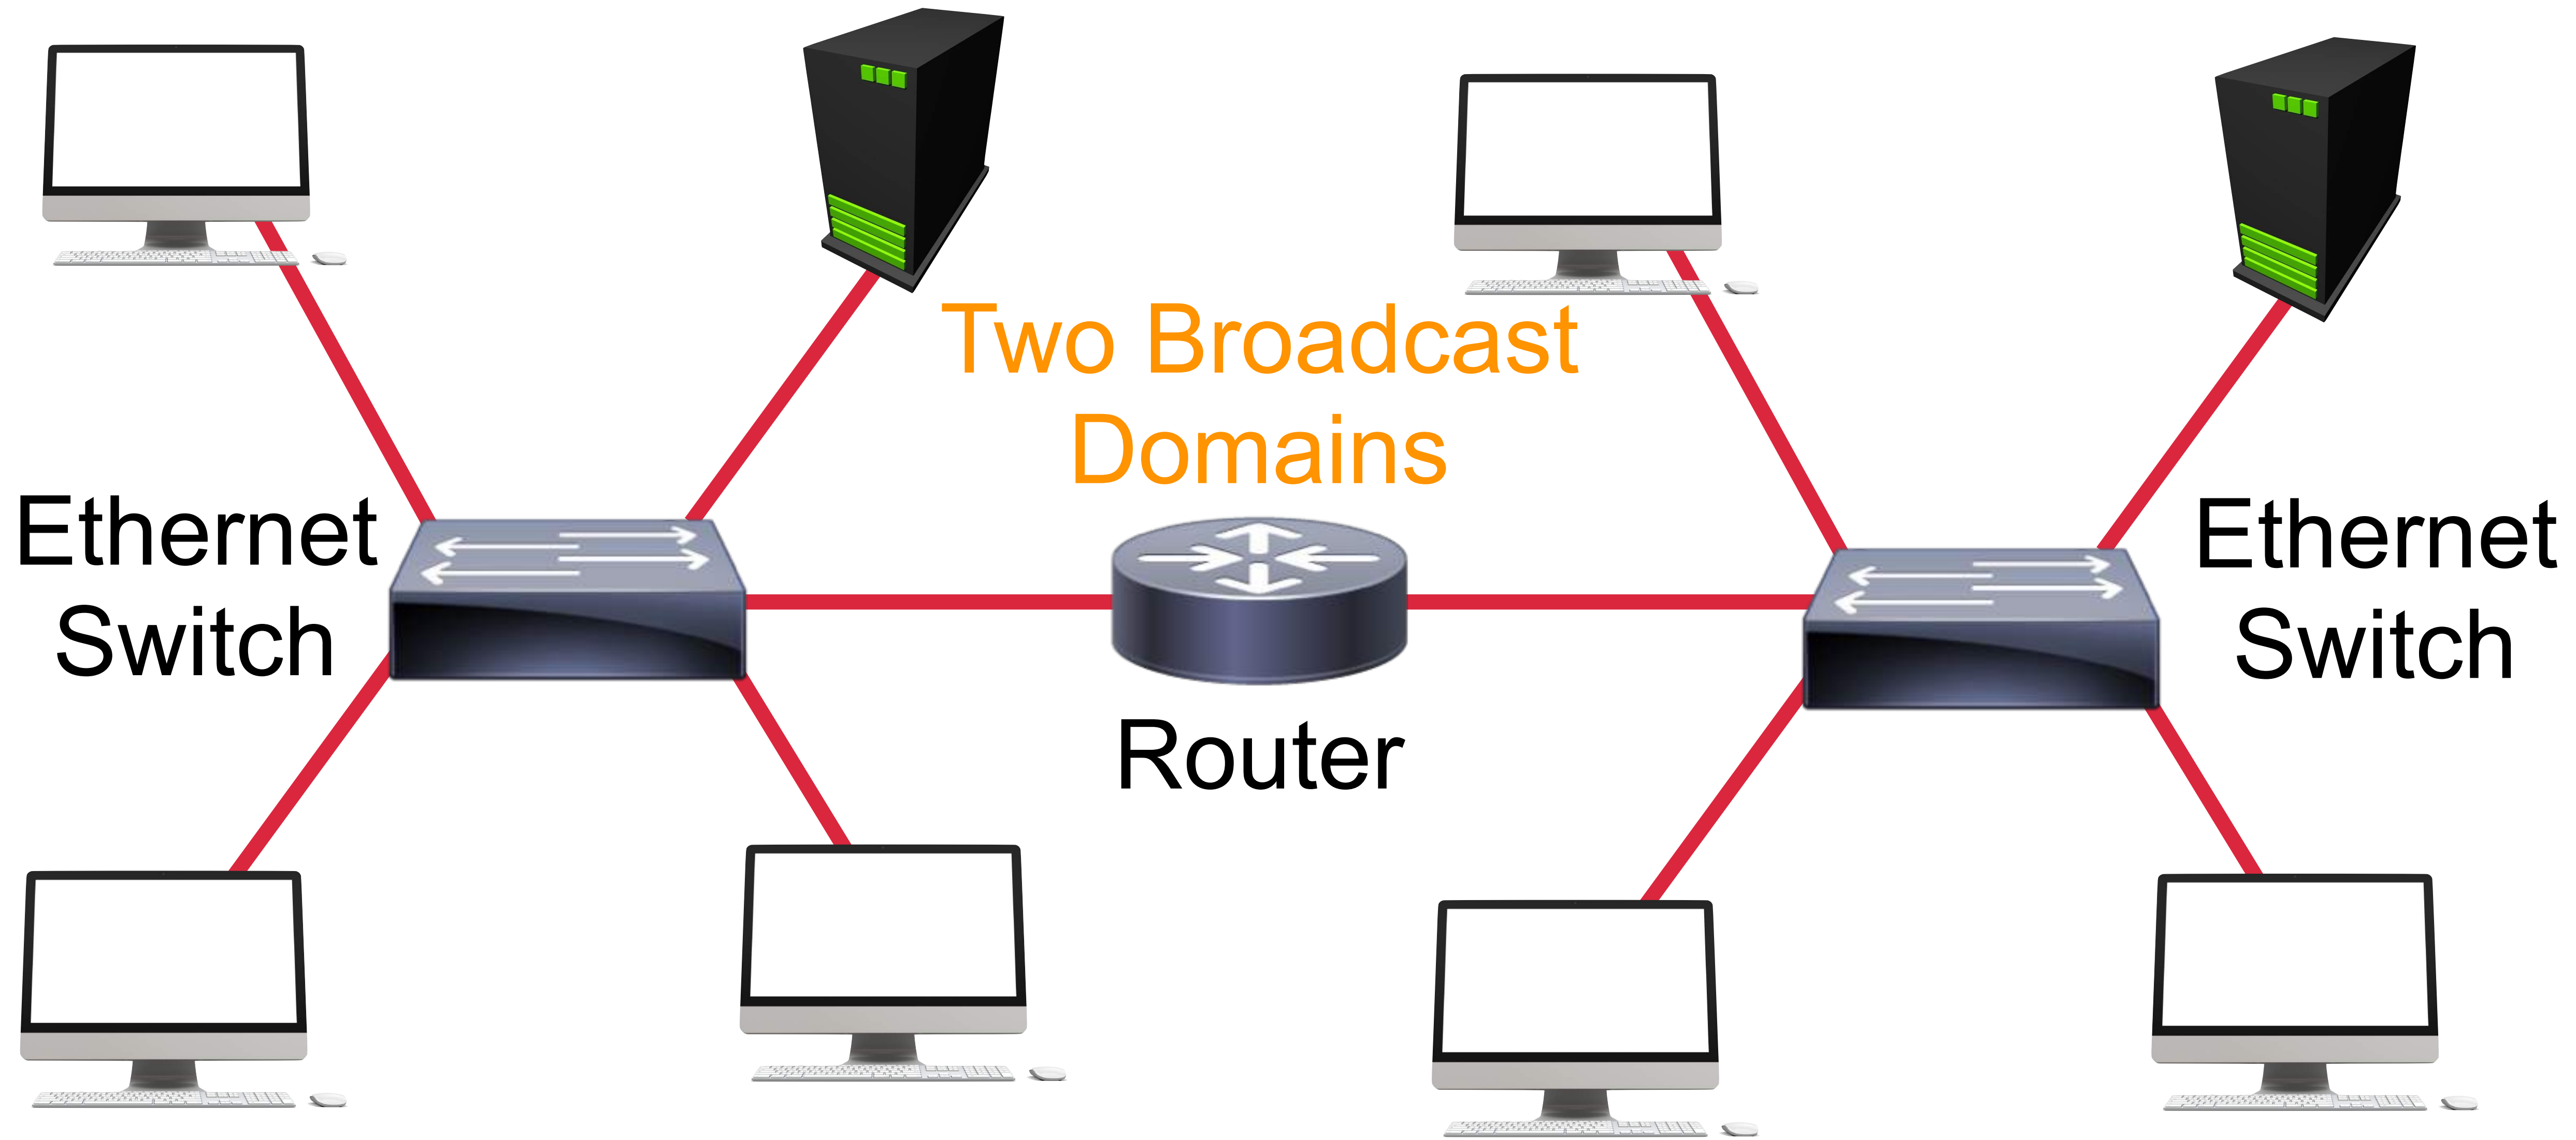 Two Broadcast
Domains
Ethernet
Switch
Router
Ethernet
Switch